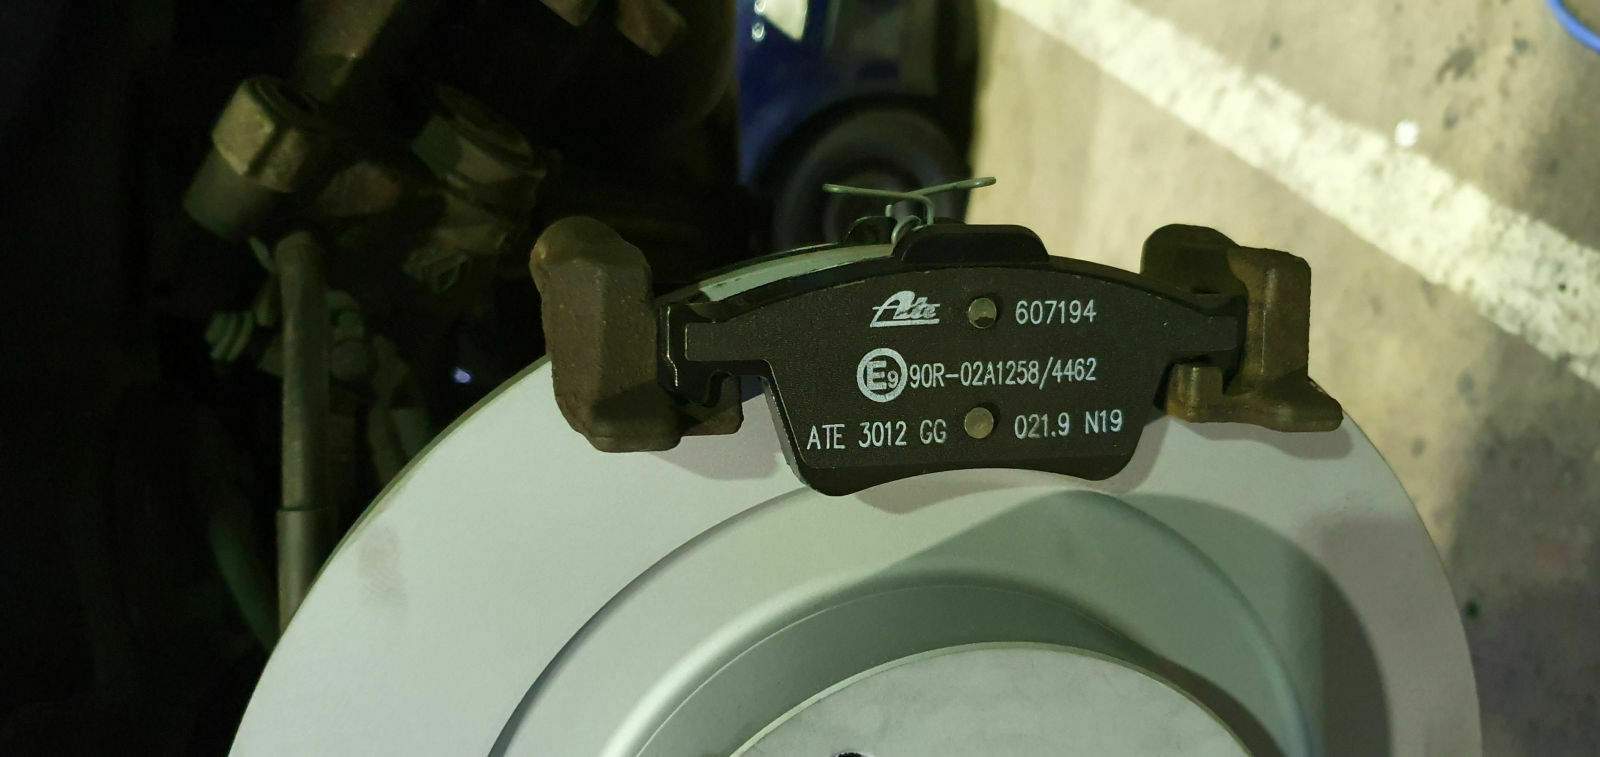 Ate 607194
E9 90R-02A1258/4462
ATE 3012 GG 021.9 N19